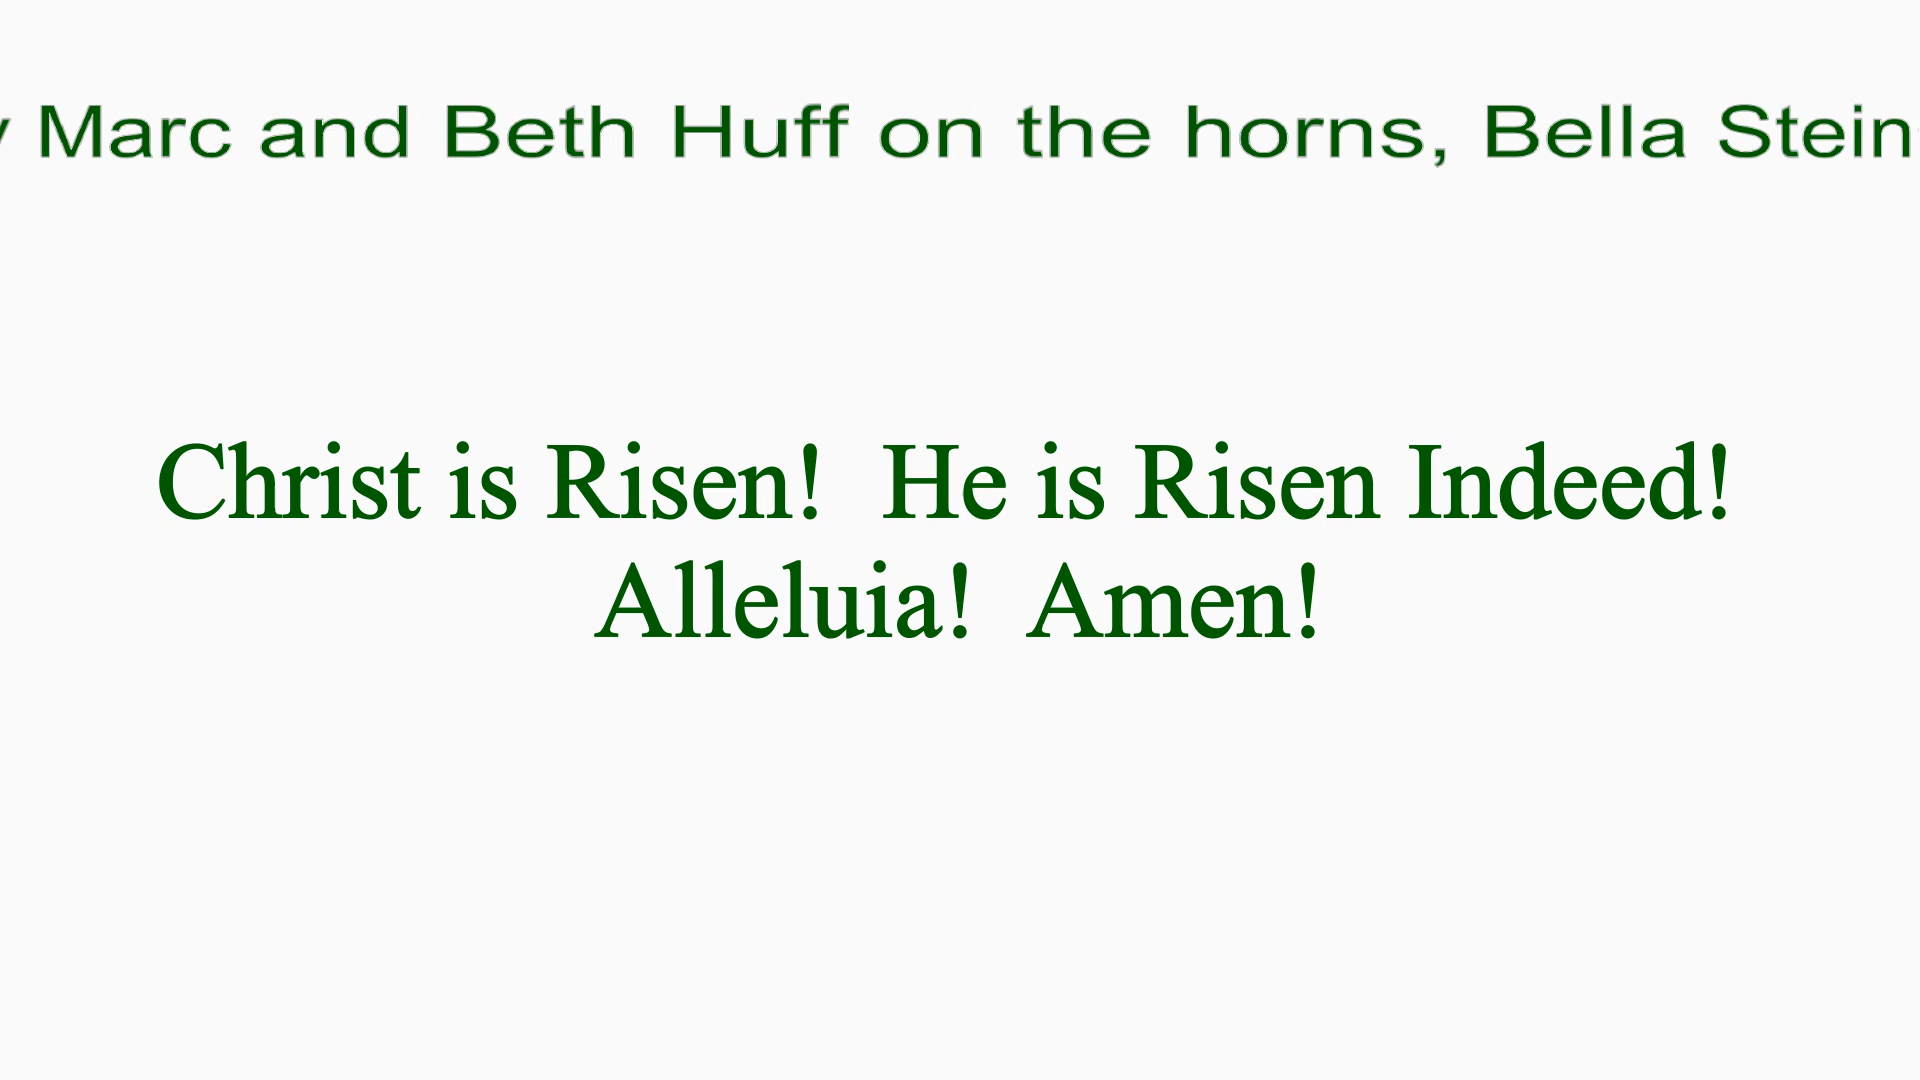 Marc and Beth Huff on the horns, Bella Stein
Christ is Risen!  He is Risen Indeed!
Alleluia!  Amen!